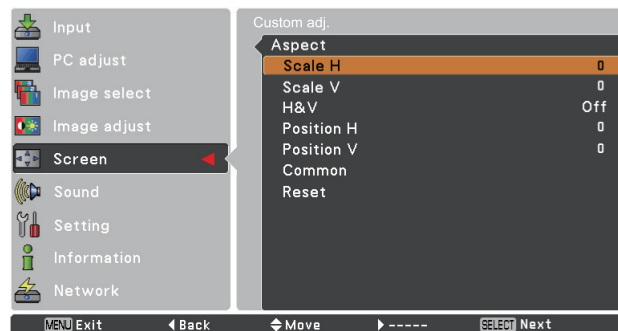 Input
PC adjust
Image select
Image adjust
Screen
Sound
Setting
Information
Network
Custom adj.
Aspect
Scale H 0
Scale V 0
H&V Off
Position H 0
Position V 0
Common
Reset
MENU Exit Back Move ----- SELECT Next